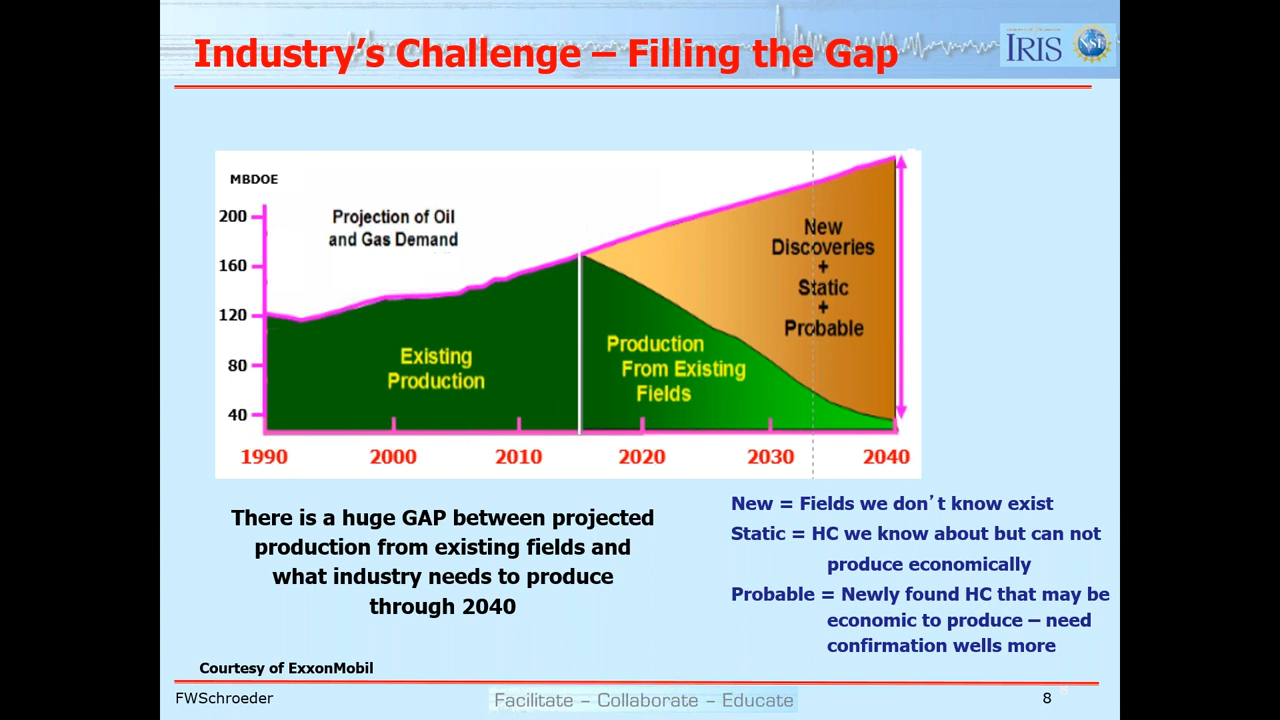 Industry's Challenge – Filling the Gap
IRIS
NSF
MBDOE
200
160
120
80
40
Projection of Oil
and Gas Demand
Existing
Production
Production
From Existing
Fields
New
Discoveries
+
Static
+
Probable
1990 2000 2010 2020 2030 2040
There is a huge GAP between projected
production from existing fields and
what industry needs to produce
through 2040
New = Fields we don't know exist
Static = HC we know about but can not
produce economically
Probable = Newly found HC that may be
economic to produce – need
confirmation wells more
Courtesy of ExxonMobil
FWSchroeder
Facilitate – Collaborate – Educate
8
8